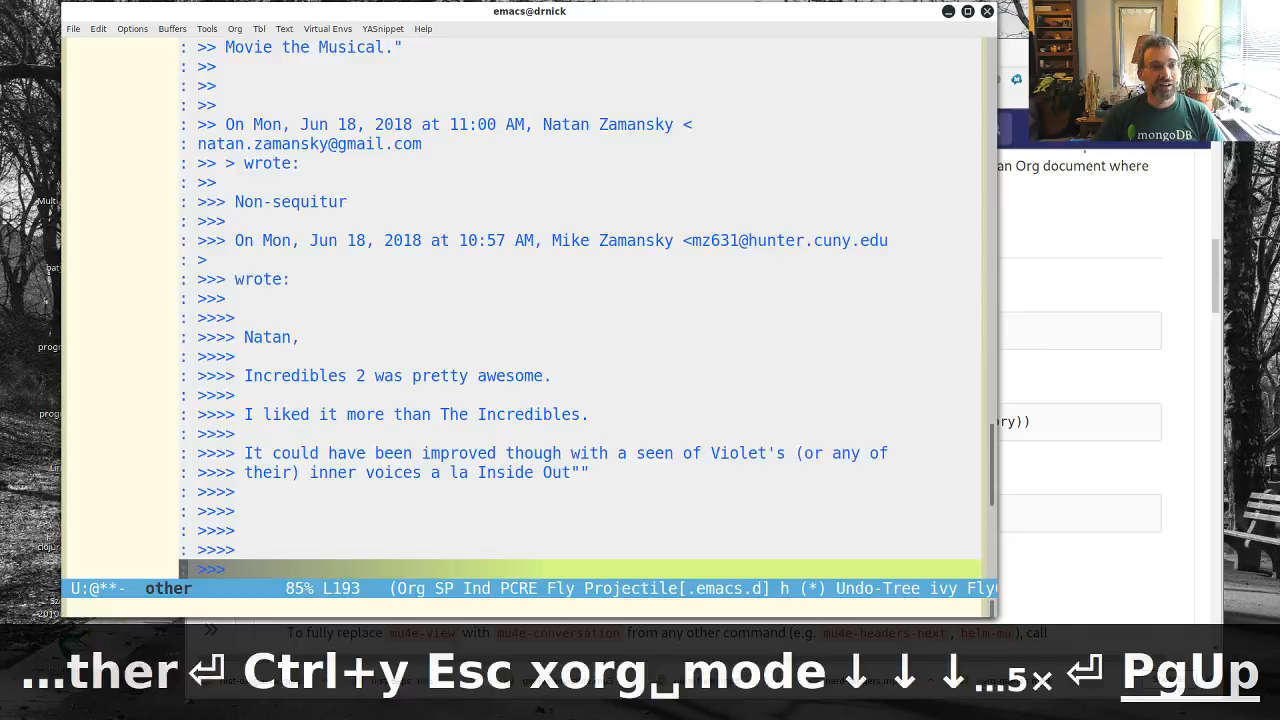 emacs@drnick
File Edit Options Buffers Tools Org Tbl Text Virtual Envs YASnippet Help
: >> Movie the Musical."
: >>
: >>
: >>
: >> On Mon, Jun 18, 2018 at 11:00 AM, Natan Zamansky <
: natan.zamansky@gmail.com
: >> > wrote:
: >>
: >>> Non-sequitur
: >>>
: >>> On Mon, Jun 18, 2018 at 10:57 AM, Mike Zamansky <mz631@hunter.cuny.edu
: >
: >>> wrote:
: >>>
: >>>>
: >>>> Natan,
: >>>>
: >>>> Incredibles 2 was pretty awesome.
: >>>>
: >>>> I liked it more than The Incredibles.
: >>>>
: >>>> It could have been improved though with a seen of Violet's (or any of
: >>>> their) inner voices a la Inside Out""
: >>>>
: >>>>
: >>>>
: >>>>
: >>>
U:@**- other 85% L193 (Org SP Ind PCRE Fly Projectile[.emacs.d] h (*) Undo-Tree ivy Fly
mongoDB
an Org document where
ory))
Multi
To fully replace mu4e-view with mu4e-conversation from any other command (e.g. mu4e-headers-next, helm-mu), call
...ther⏎ Ctrl+y Esc xorg␣mode ↓ ↓ ↓...5× ⏎ PgUp